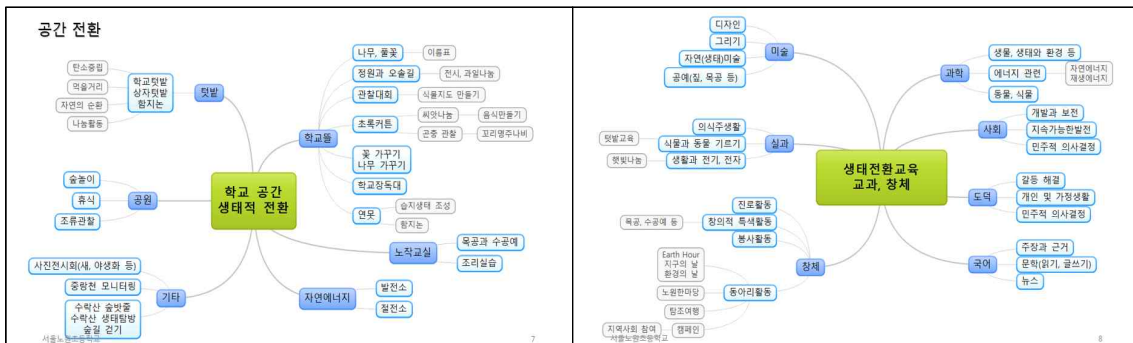 공간 전환
탄소중립
먹을거리
자연의 순환
나눔활동
학교텃밭
상자텃밭
함지논
텃밭
숲놀이
휴식
조류관찰
공원
사진전시회(새, 야생화 등)
중랑천 모니터링
수락산 숲밧줄
수락산 생태탐방
숲길 걷기
기타
학교 공간
생태적 전환
학교뜰
나무, 풀꽃
이름표
정원과 오솔길
전시, 과일나눔
관찰대회
식물지도 만들기
초록커튼
씨앗나눔
음식만들기
곤충 관찰
꼬리명주나비
꽃 가꾸기
나무 가꾸기
학교장독대
연못
습지생태 조성
함지논
노작교실
목공과 수공예
조리실습
자연에너지
발전소
절전소
서울노원초등학교
7
디자인
그리기
자연(생태)미술
공예(짚, 목공 등)
미술
텃밭교육
햇빛나눔
의식주생활
식물과 동물 기르기
생활과 전기, 전자
실과
목공, 수공예 등
진로활동
창의적 특색활동
봉사활동
창체
Earth Hour
지구의 날
환경의 날
노원한마당
탐조여행
지역사회 참여
캠페인
동아리활동
생태전환교육
교과, 창체
과학
생물, 생태와 환경 등
에너지 관련
자연에너지
재생에너지
동물, 식물
사회
개발과 보전
지속가능한발전
민주적 의사결정
도덕
갈등 해결
개인 및 가정생활
민주적 의사결정
국어
주장과 근거
문학(읽기, 글쓰기)
뉴스
서울노원초등학교
8